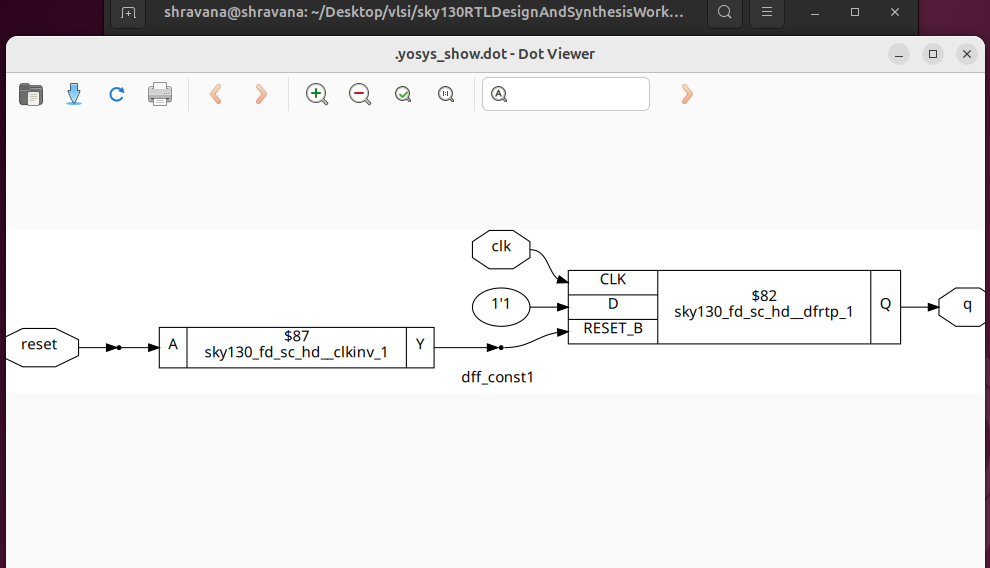 shravana@shravana: ~/Desktop/vlsi/sky130RTLDesignAndSynthesisWork...
.yosys_show.dot - Dot Viewer
clk
CLK
1'1
D
$82
sky130_fd_sc_hd__dfrtp_1
Q
q
RESET_B
reset
A
$87
sky130_fd_sc_hd__clkinv_1
Y
dff_const1